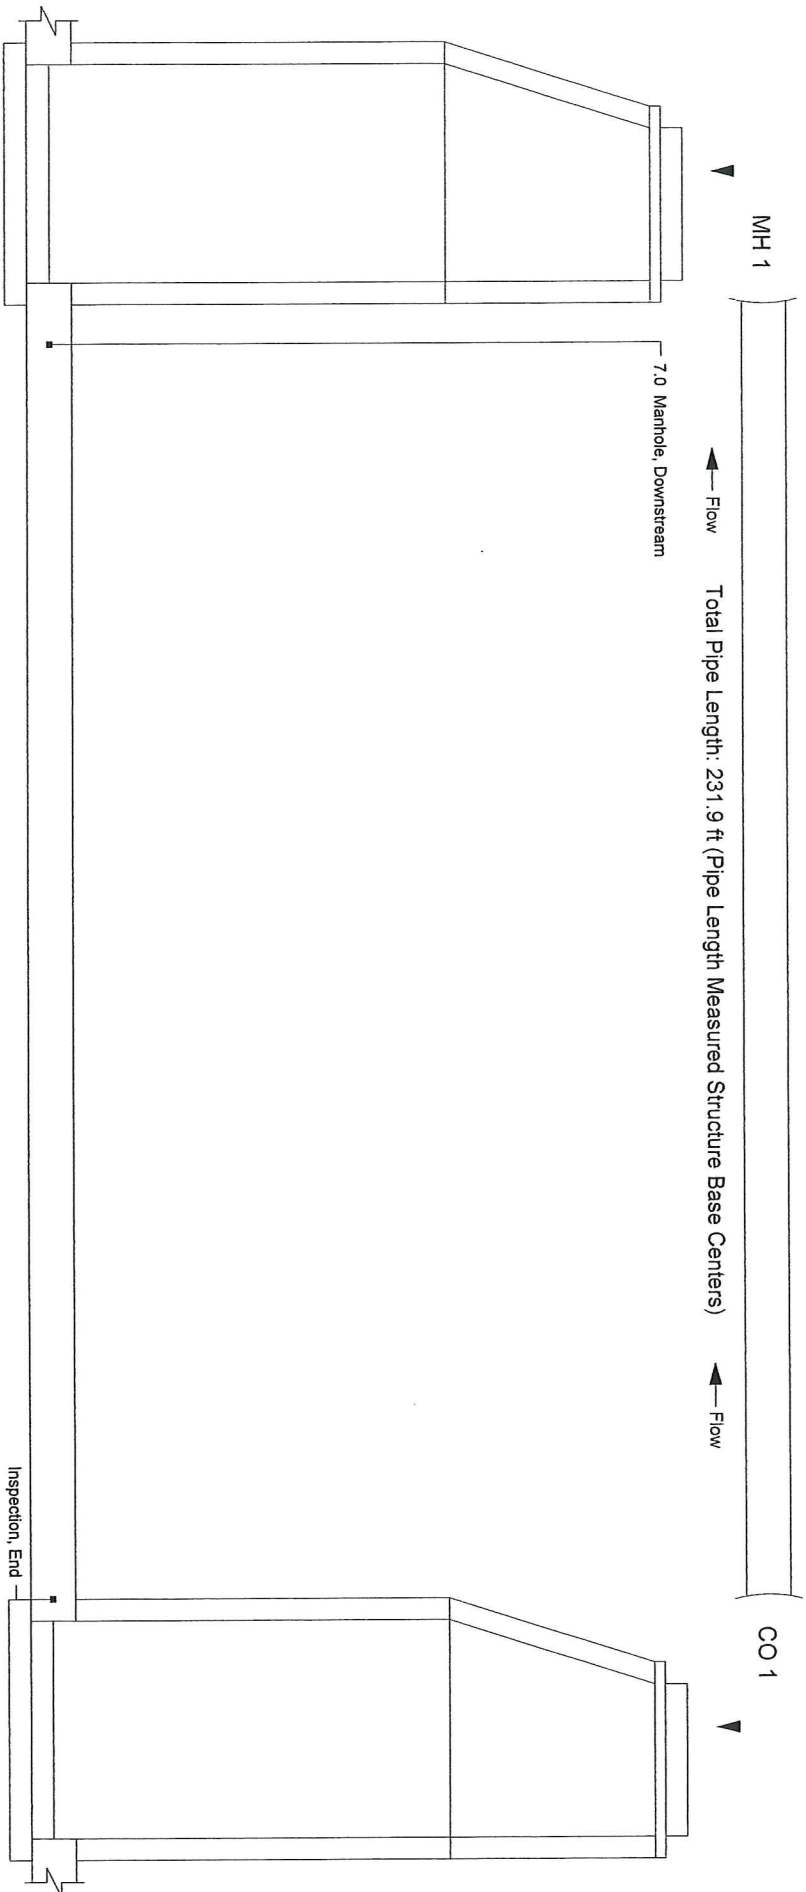 MH 1
CO 1
Flow
Total Pipe Length: 231.9 ft (Pipe Length Measured Structure Base Centers)
Flow
7.0 Manhole, Downstream
Inspection, End